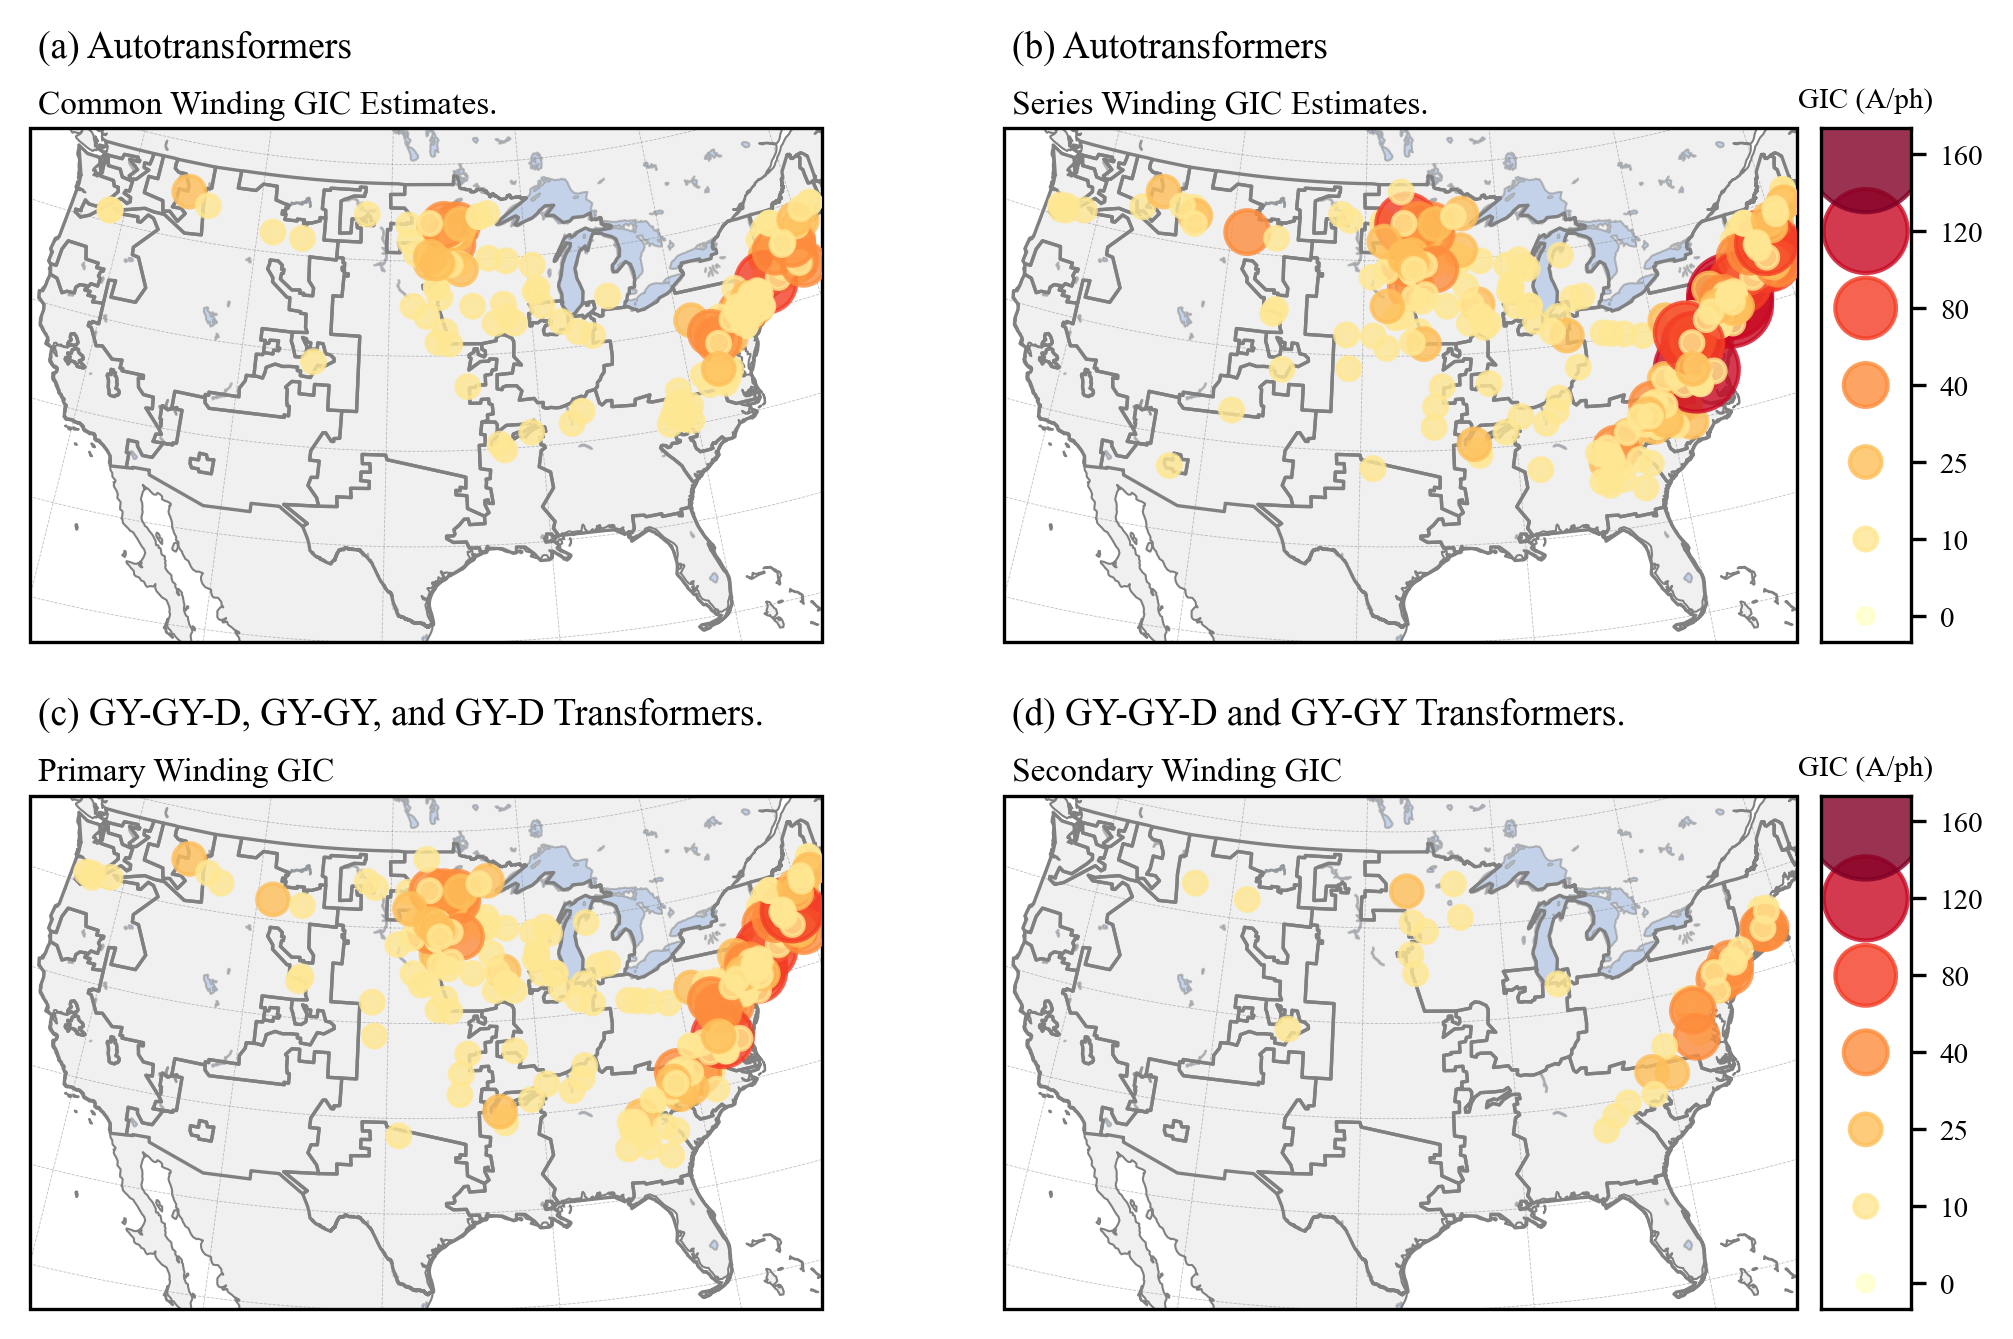 (a) Autotransformers
Common Winding GIC Estimates.
(b) Autotransformers
Series Winding GIC Estimates.
GIC (A/ph)
160
120
80
40
25
10
0
(c) GY-GY-D, GY-GY, and GY-D Transformers.
Primary Winding GIC
(d) GY-GY-D and GY-GY Transformers.
Secondary Winding GIC
GIC (A/ph)
160
120
80
40
25
10
0